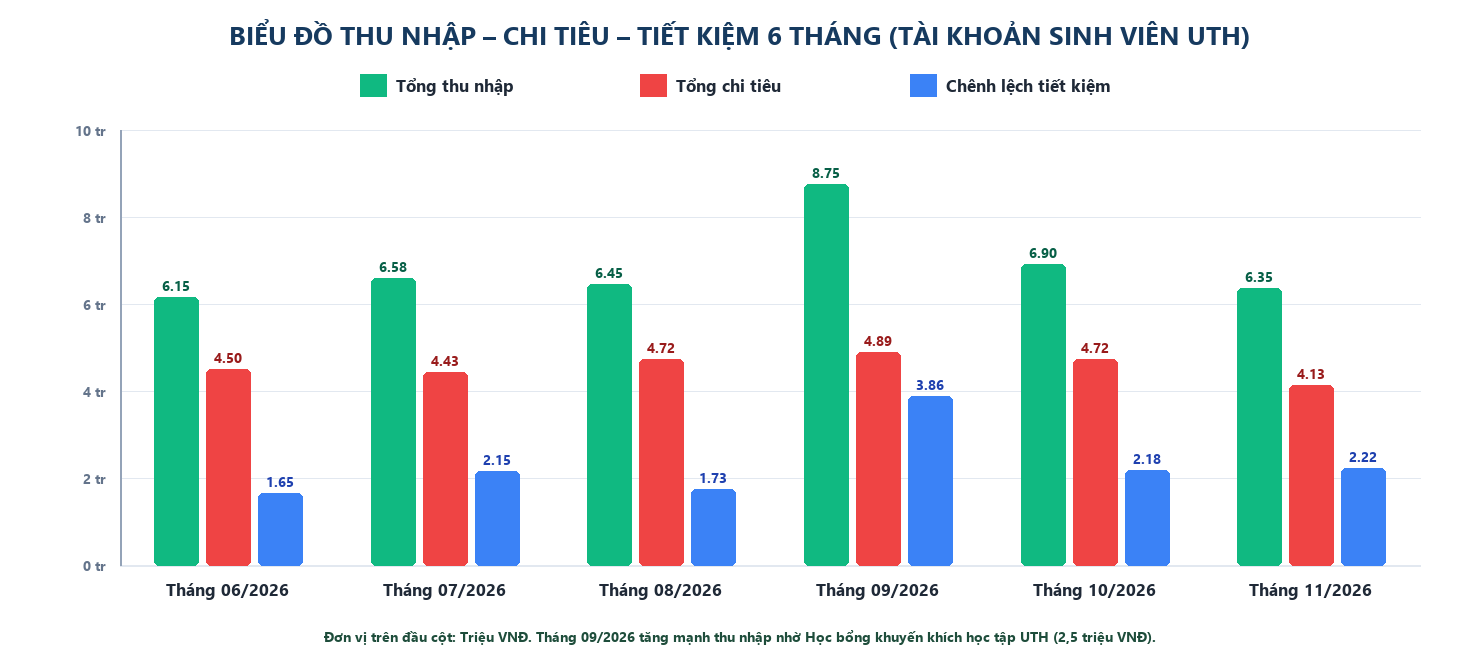 BIỂU ĐỒ THU NHẬP – CHI TIÊU – TIẾT KIỆM 6 THÁNG (TÀI KHOẢN SINH VIÊN UTH)
Tổng thu nhập Tổng chi tiêu Chênh lệch tiết kiệm
10 tr
8 tr
6 tr
4 tr
2 tr
0 tr
6.15 4.50 1.65
6.58 4.43 2.15
6.45 4.72 1.73
8.75 4.89 3.86
6.90 4.72 2.18
6.35 4.13 2.22
Tháng 06/2026 Tháng 07/2026 Tháng 08/2026 Tháng 09/2026 Tháng 10/2026 Tháng 11/2026
Đơn vị trên đầu cột: Triệu VNĐ. Tháng 09/2026 tăng mạnh thu nhập nhờ Học bổng khuyến khích học tập UTH (2,5 triệu VNĐ).